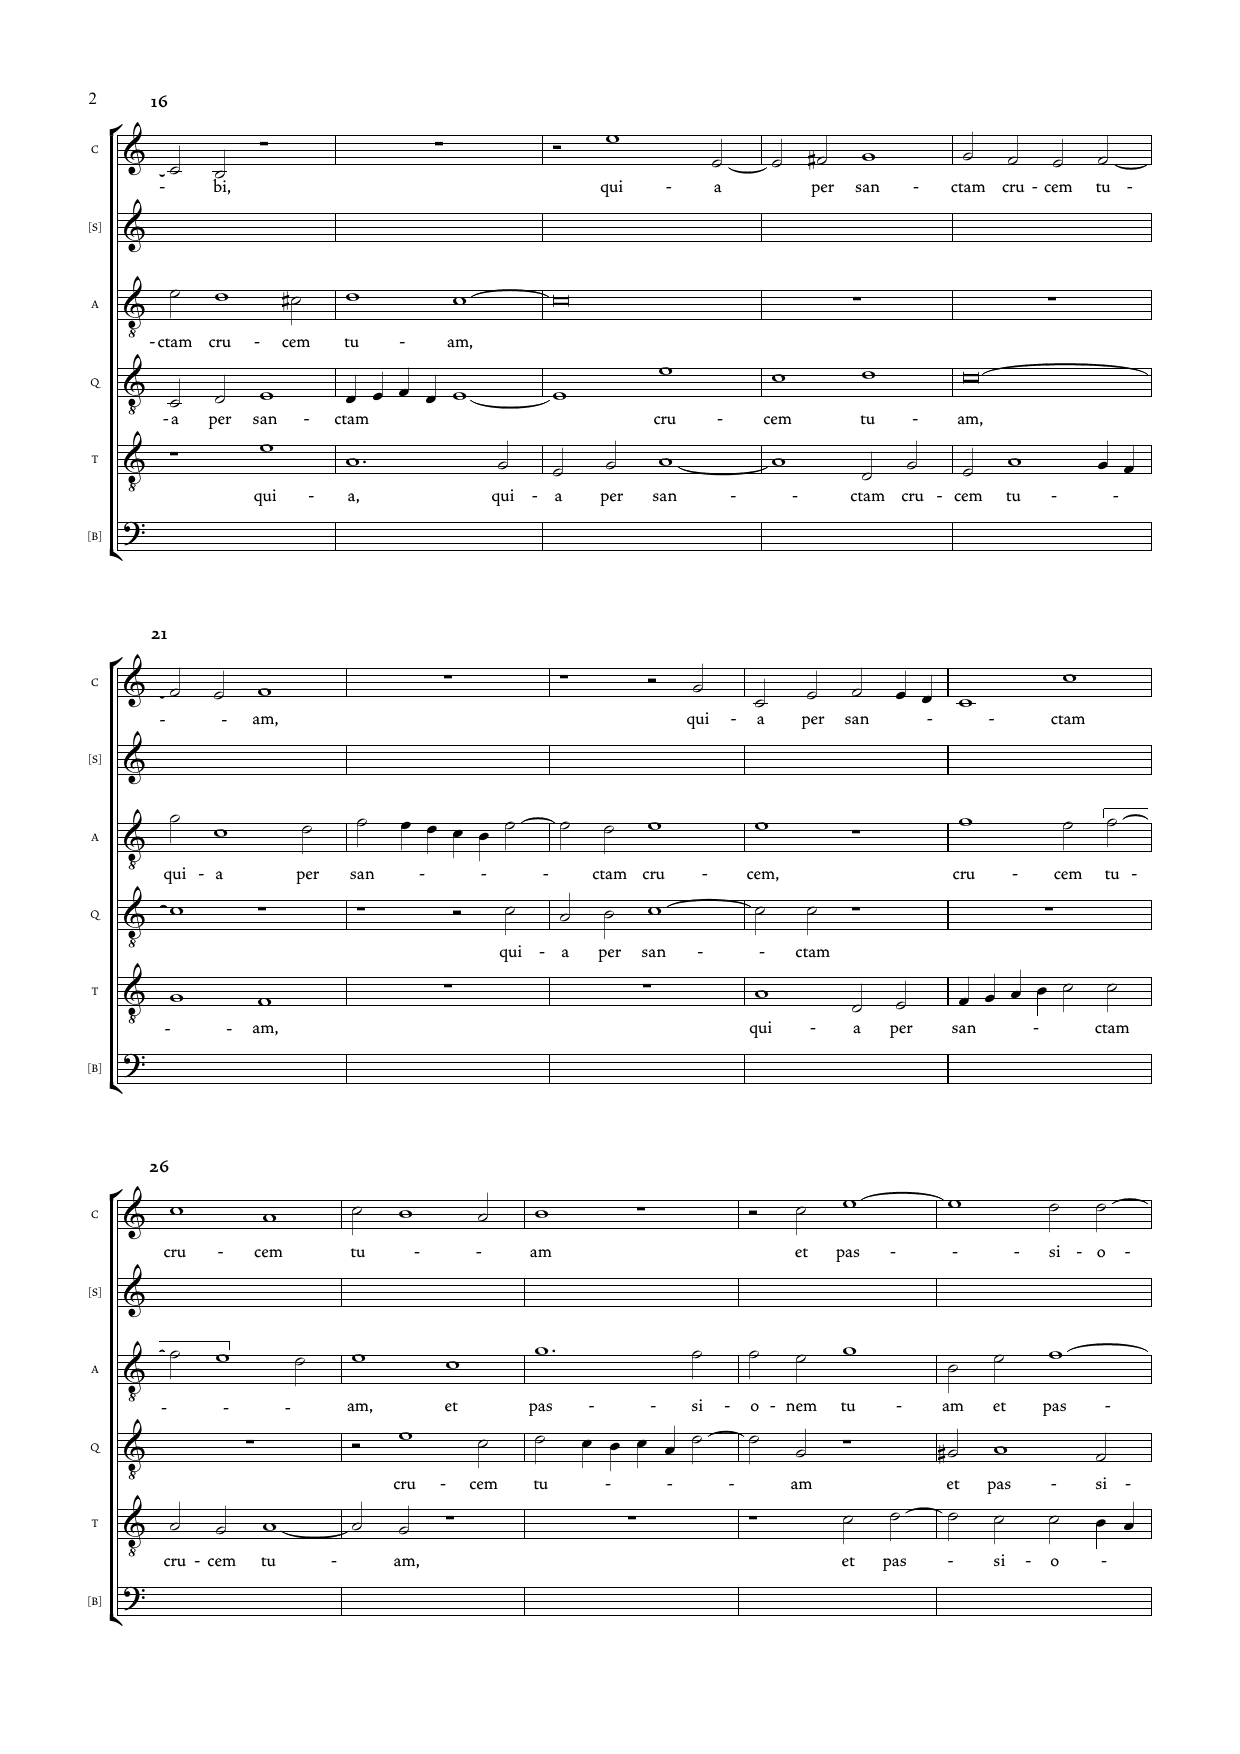 2 16
C
- bi, qui - a per san - ctam cru - cem tu -
[S]
A
- ctam cru - cem tu - am,
Q
- a per san - ctam cru - cem tu - am,
T
qui - a, qui - a per san - - ctam cru - cem tu - -
[B]
21
C
- - am, qui - a per san - - ctam
[S]
A
qui - a per san - - - ctam cru - cem, cru - cem tu -
Q
qui - a per san - - ctam
T
- - am, qui - a per san - ctam
[B]
26
C
cru - cem tu - - am et pas - - - si - o -
[S]
A
- - - am, et pas - - si - o - nem tu - am et pas -
Q
cru - cem tu - - - am et pas - si -
T
cru - cem tu - am, et pas - si - o -
[B]